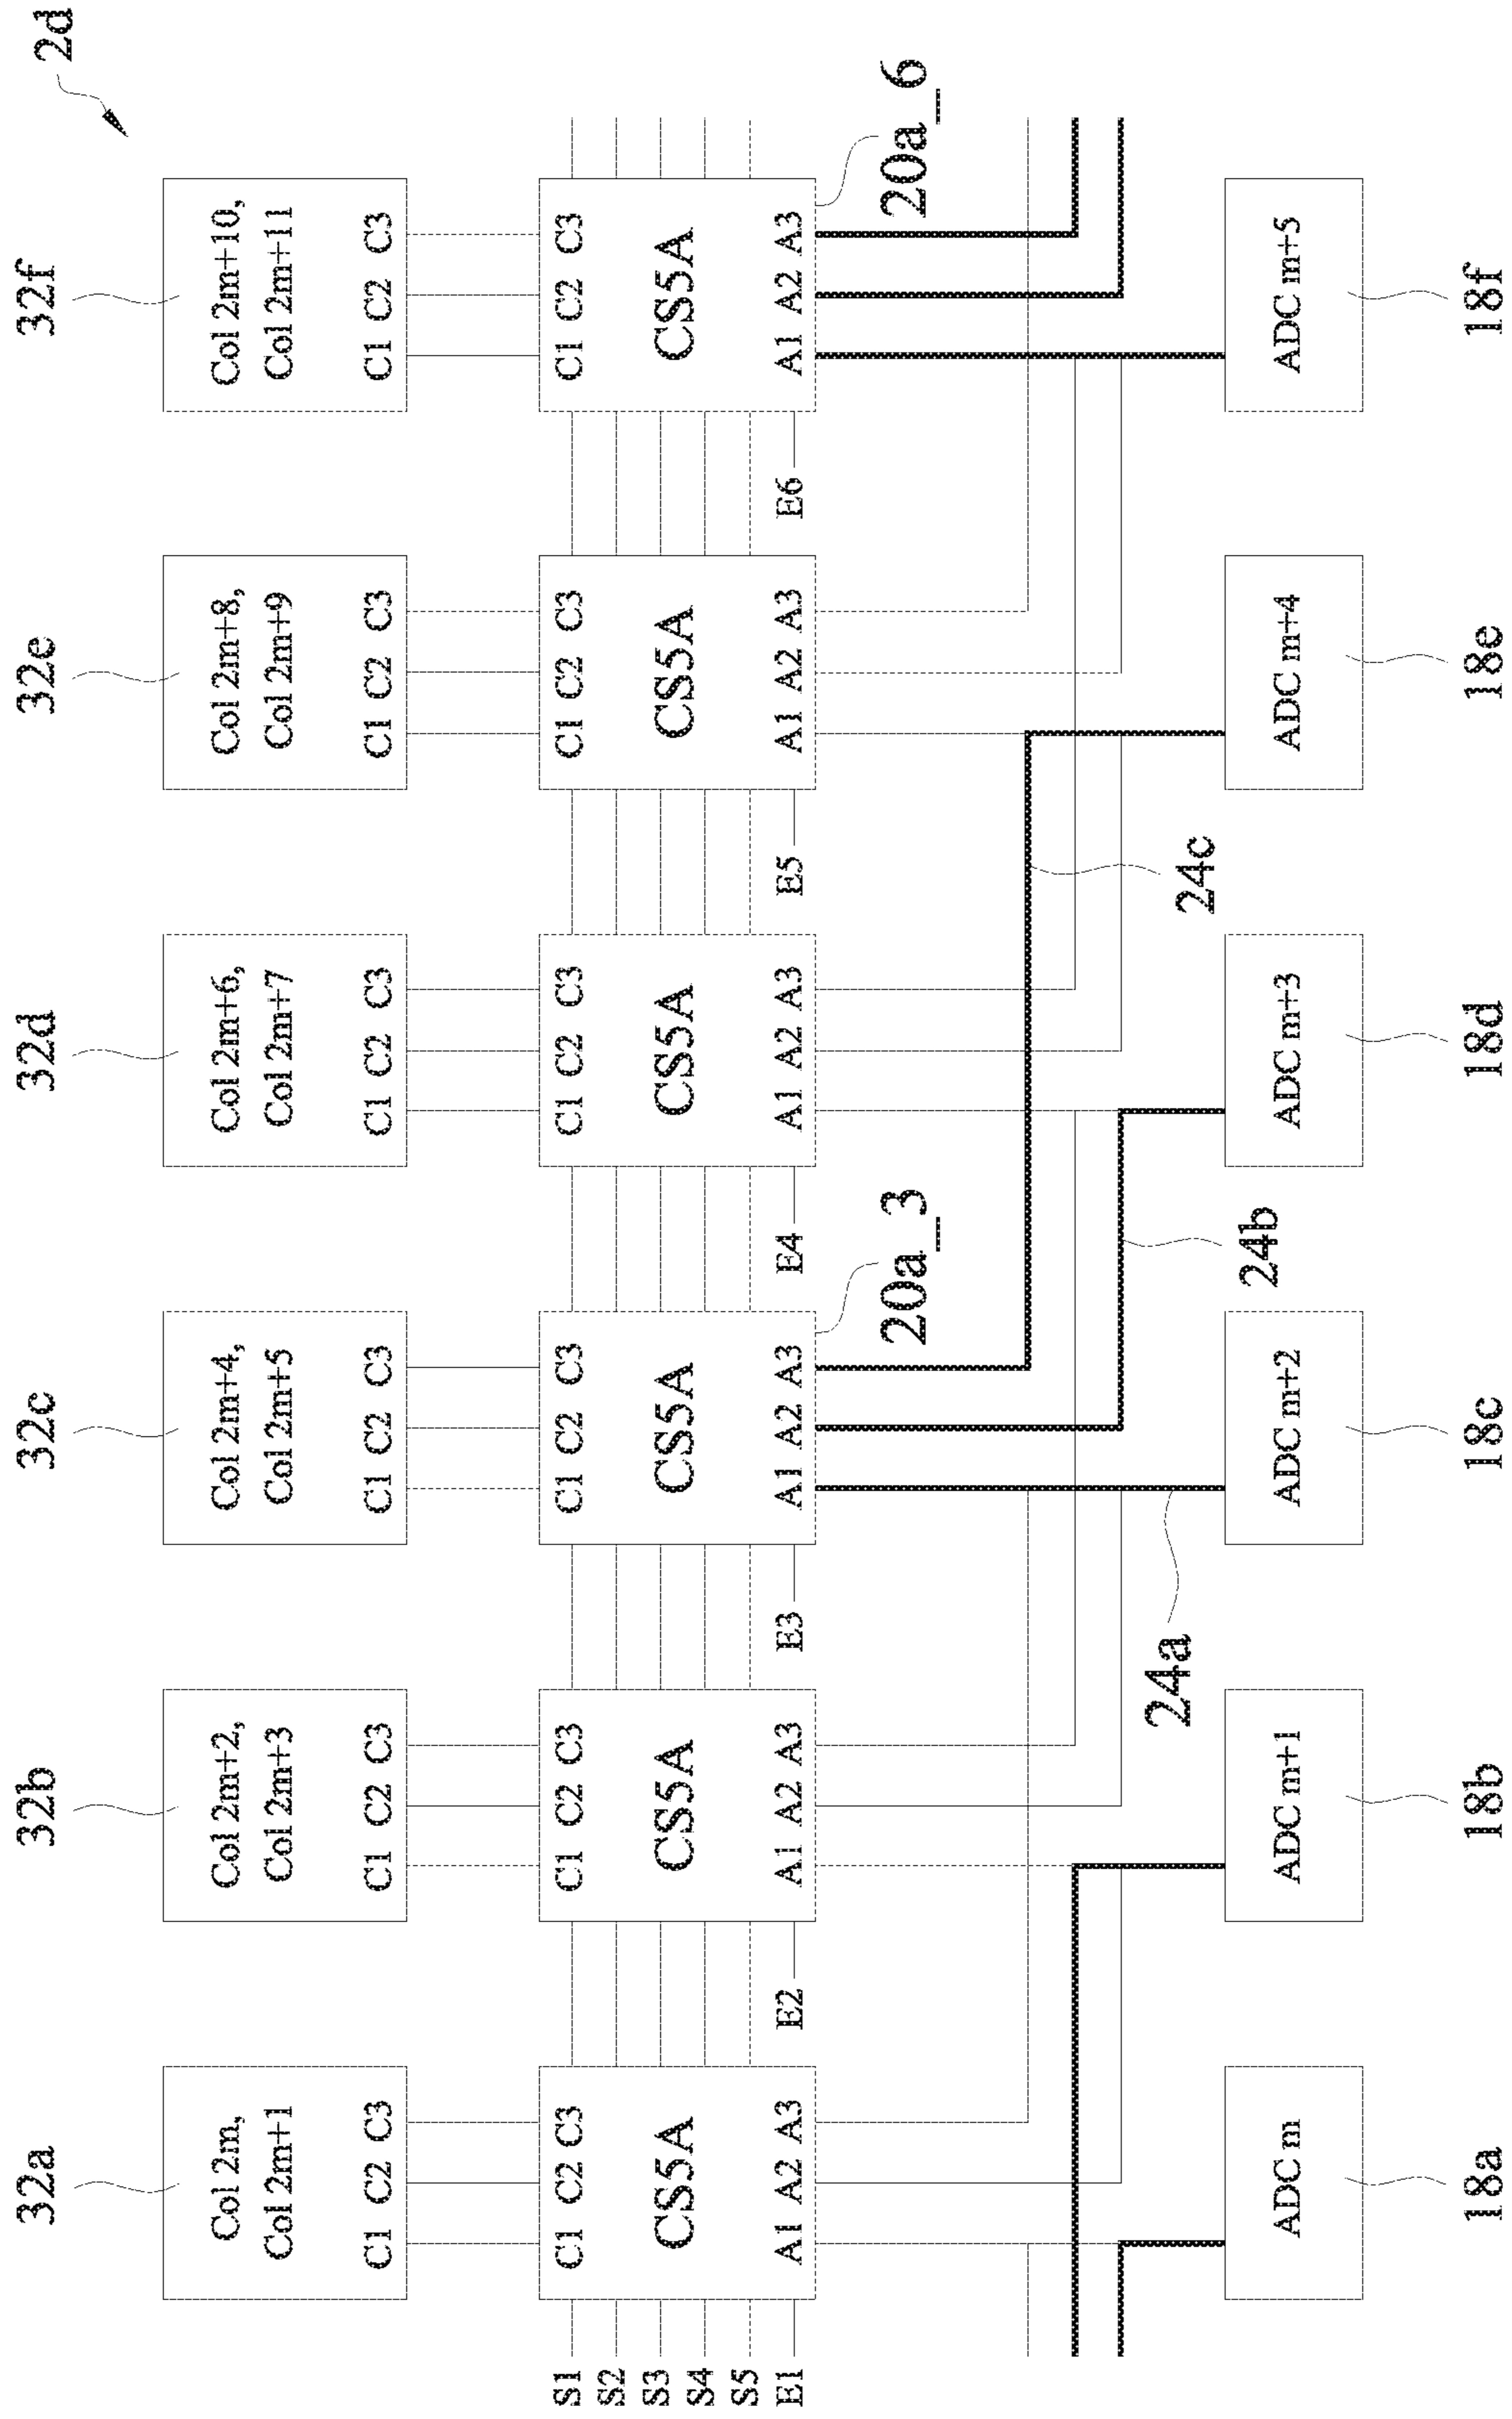 2d
32a 32b 32c 32d 32e 32f
Col 2m, Col 2m+2, Col 2m+4, Col 2m+6, Col 2m+8, Col 2m+10,
Col 2m+1 Col 2m+3 Col 2m+5 Col 2m+7 Col 2m+9 Col 2m+11
C1 C2 C3 C1 C2 C3 C1 C2 C3 C1 C2 C3 C1 C2 C3 C1 C2 C3
S1 C1 C2 C3 C1 C2 C3 C1 C2 C3 C1 C2 C3 C1 C2 C3 C1 C2 C3
S2
S3 CS5A CS5A CS5A CS5A CS5A CS5A
S4
S5
E1 A1 A2 A3 E2 A1 A2 A3 E3 A1 A2 A3 E4 A1 A2 A3 E5 A1 A2 A3 E6 A1 A2 A3
20a_3 20a_6
24a 24c
24b
ADC m ADC m+1 ADC m+2 ADC m+3 ADC m+4 ADC m+5
18a 18b 18c 18d 18e 18f